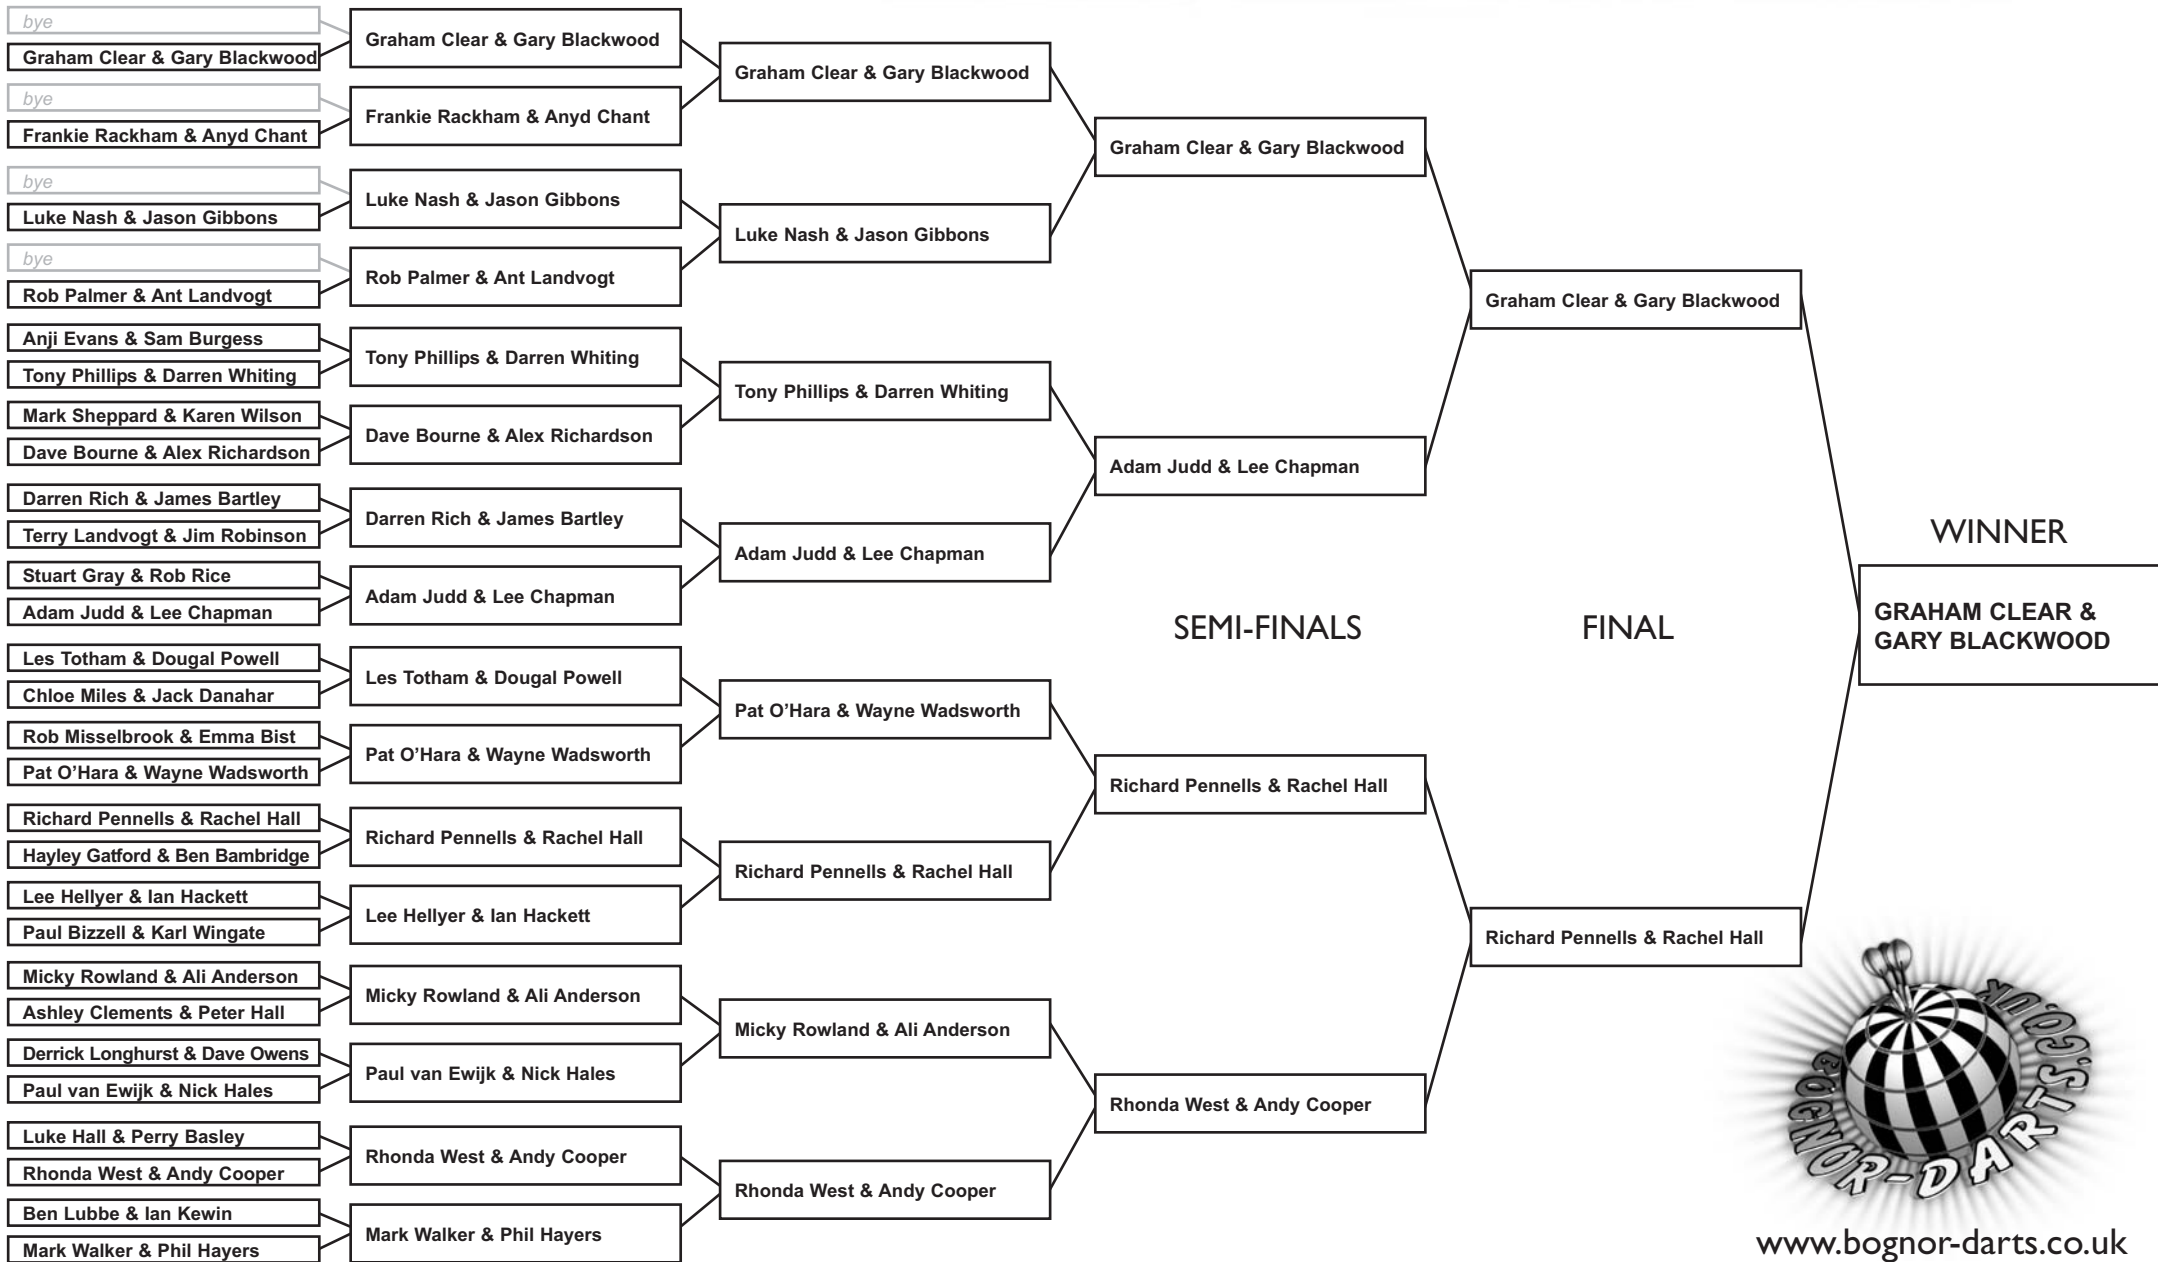 bye
Graham Clear & Gary Blackwood
bye
Frankie Rackham & Anyd Chant
bye
Luke Nash & Jason Gibbons
bye
Rob Palmer & Ant Landvogt
Anji Evans & Sam Burgess
Tony Phillips & Darren Whiting
Mark Sheppard & Karen Wilson
Dave Bourne & Alex Richardson
Darren Rich & James Bartley
Terry Landvogt & Jim Robinson
Stuart Gray & Rob Rice
Adam Judd & Lee Chapman
Les Totham & Dougal Powell
Chloe Miles & Jack Danahar
Rob Misselbrook & Emma Bist
Pat O’Hara & Wayne Wadsworth
Richard Pennells & Rachel Hall
Hayley Gatford & Ben Bambridge
Lee Hellyer & Ian Hackett
Paul Bizzell & Karl Wingate
Micky Rowland & Ali Anderson
Ashley Clements & Peter Hall
Derrick Longhurst & Dave Owens
Paul van Ewijk & Nick Hales
Luke Hall & Perry Basley
Rhonda West & Andy Cooper
Ben Lubbe & Ian Kewin
Mark Walker & Phil Hayers
Graham Clear & Gary Blackwood
Frankie Rackham & Anyd Chant
Luke Nash & Jason Gibbons
Rob Palmer & Ant Landvogt
Tony Phillips & Darren Whiting
Dave Bourne & Alex Richardson
Darren Rich & James Bartley
Adam Judd & Lee Chapman
Les Totham & Dougal Powell
Pat O’Hara & Wayne Wadsworth
Richard Pennells & Rachel Hall
Lee Hellyer & Ian Hackett
Micky Rowland & Ali Anderson
Paul van Ewijk & Nick Hales
Rhonda West & Andy Cooper
Mark Walker & Phil Hayers
Graham Clear & Gary Blackwood
Luke Nash & Jason Gibbons
Tony Phillips & Darren Whiting
Adam Judd & Lee Chapman
Pat O’Hara & Wayne Wadsworth
Richard Pennells & Rachel Hall
Micky Rowland & Ali Anderson
Rhonda West & Andy Cooper
Graham Clear & Gary Blackwood
Adam Judd & Lee Chapman
SEMI-FINALS
Richard Pennells & Rachel Hall
Rhonda West & Andy Cooper
Graham Clear & Gary Blackwood
FINAL
Richard Pennells & Rachel Hall
WINNER
GRAHAM CLEAR &
GARY BLACKWOOD
BOGNOR-DARTS.CO.UK
www.bognor-darts.co.uk